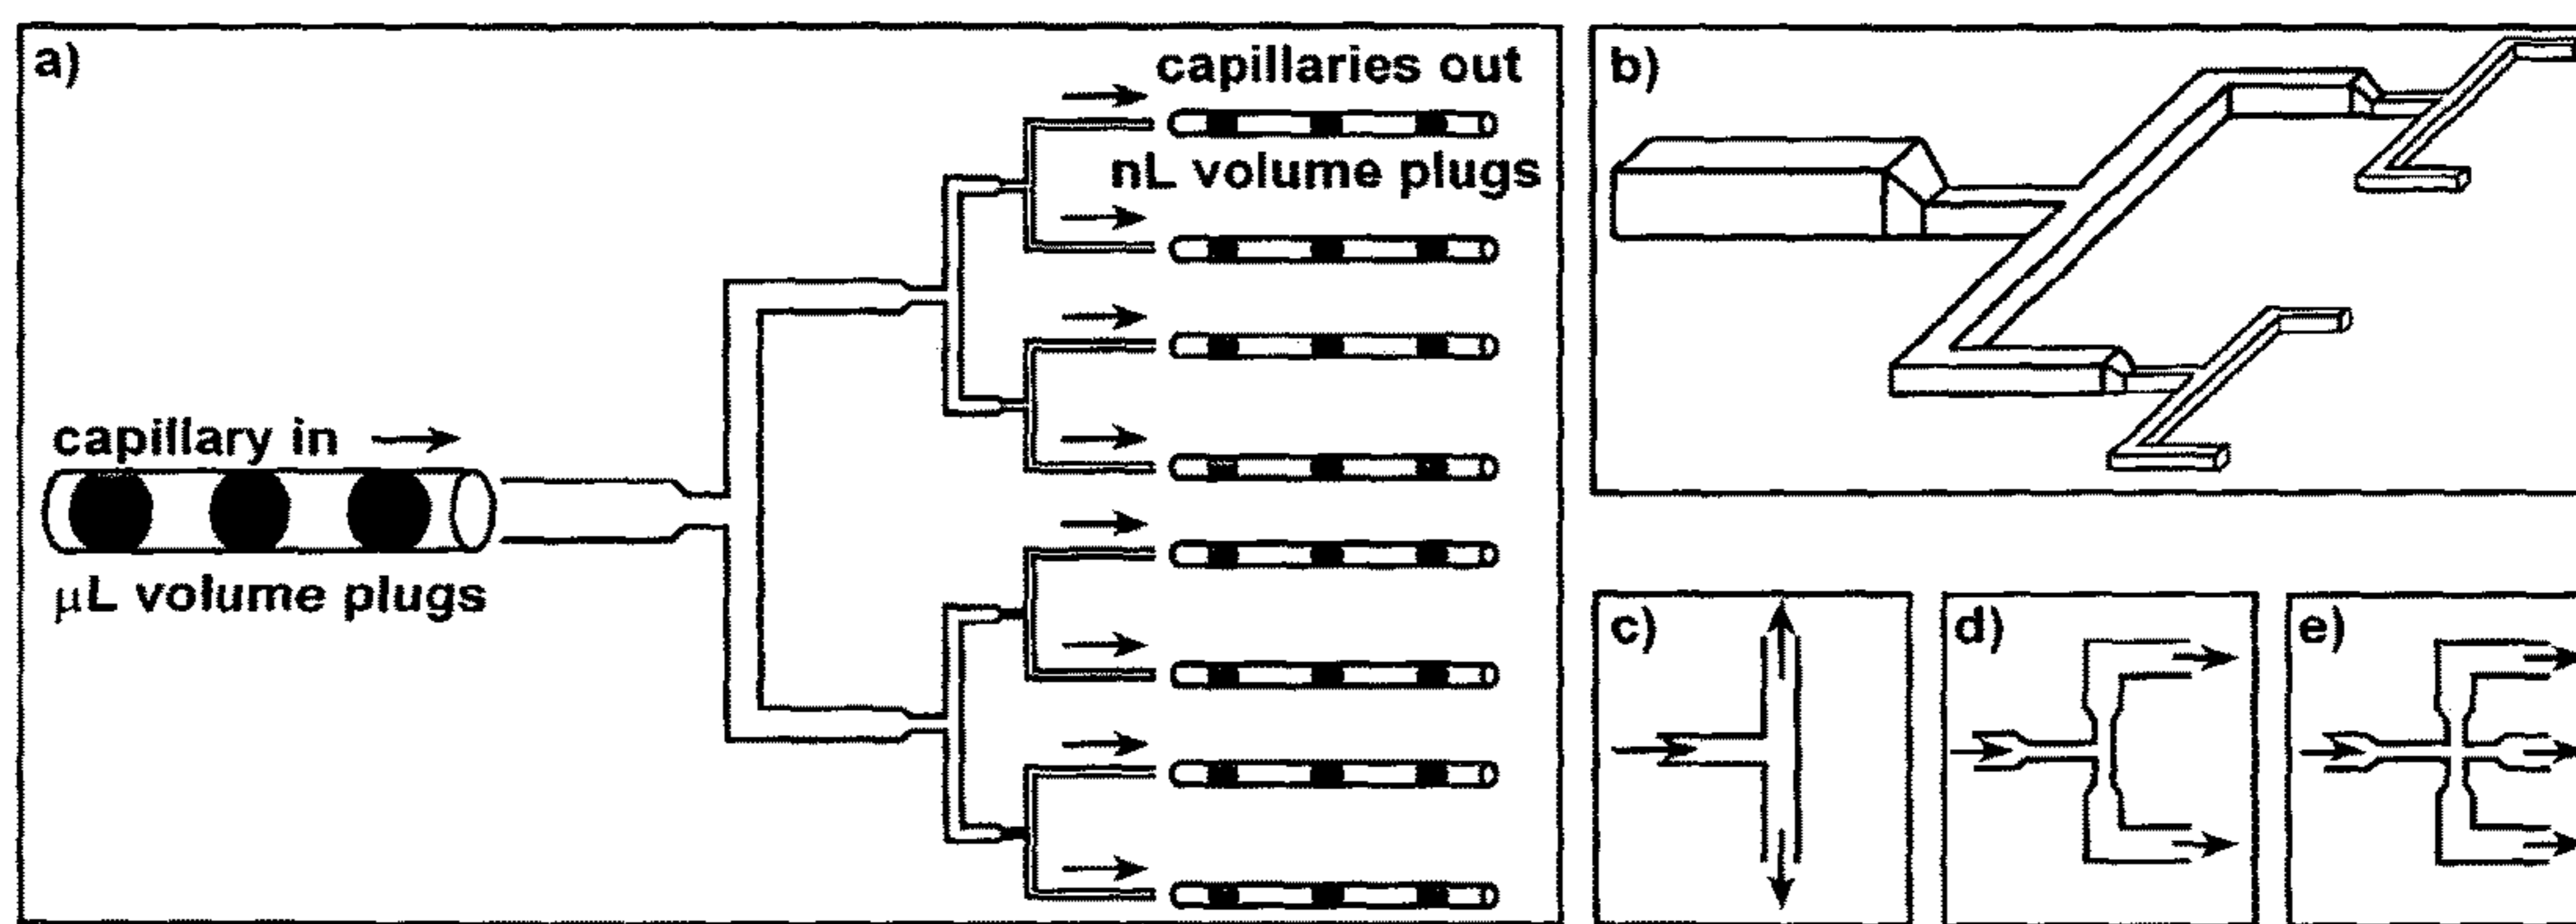 a)
capillaries out
nL volume plugs
capillary in
μL volume plugs
b)
c)
d)
e)